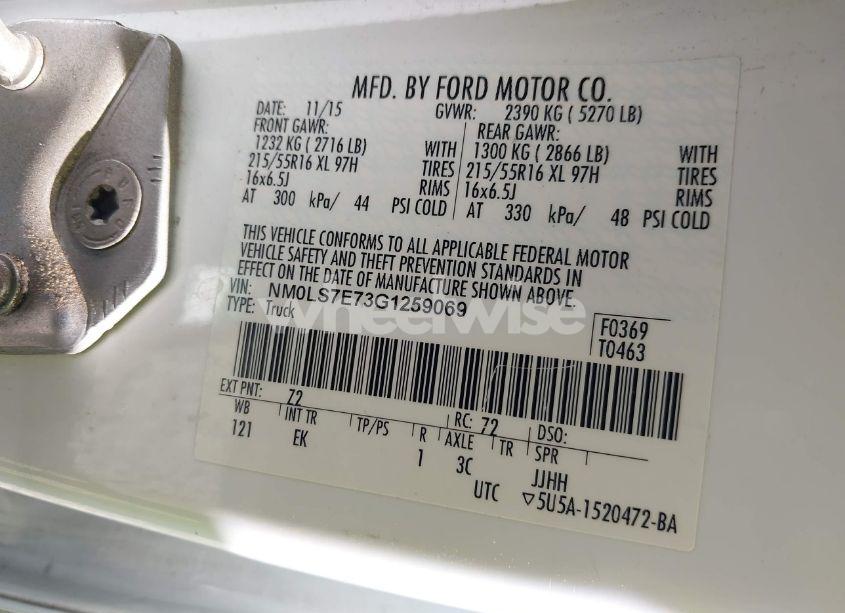 MFD. BY FORD MOTOR CO.
DATE: 11/15 GVWR: 2390 KG ( 5270 LB)
FRONT GAWR: REAR GAWR:
1232 KG ( 2716 LB) WITH 1300 KG ( 2866 LB) WITH
215/55R16 XL 97H TIRES 215/55R16 XL 97H TIRES
16x6.5J RIMS 16x6.5J RIMS
AT 300 kPa/ 44 PSI COLD AT 330 kPa/ 48 PSI COLD
THIS VEHICLE CONFORMS TO ALL APPLICABLE FEDERAL MOTOR
VEHICLE SAFETY AND THEFT PREVENTION STANDARDS IN
EFFECT ON THE DATE OF MANUFACTURE SHOWN ABOVE.
VIN: NM0LS7E73G1259069
TYPE: Truck
wheelwise
F0369
T0463
EXT PNT: 72 RC: 72 DSO:
WB INT TR TP/PS R AXLE TR SPR
121 EK 1 3C JJHH
UTC ▽5U5A-1520472-BA